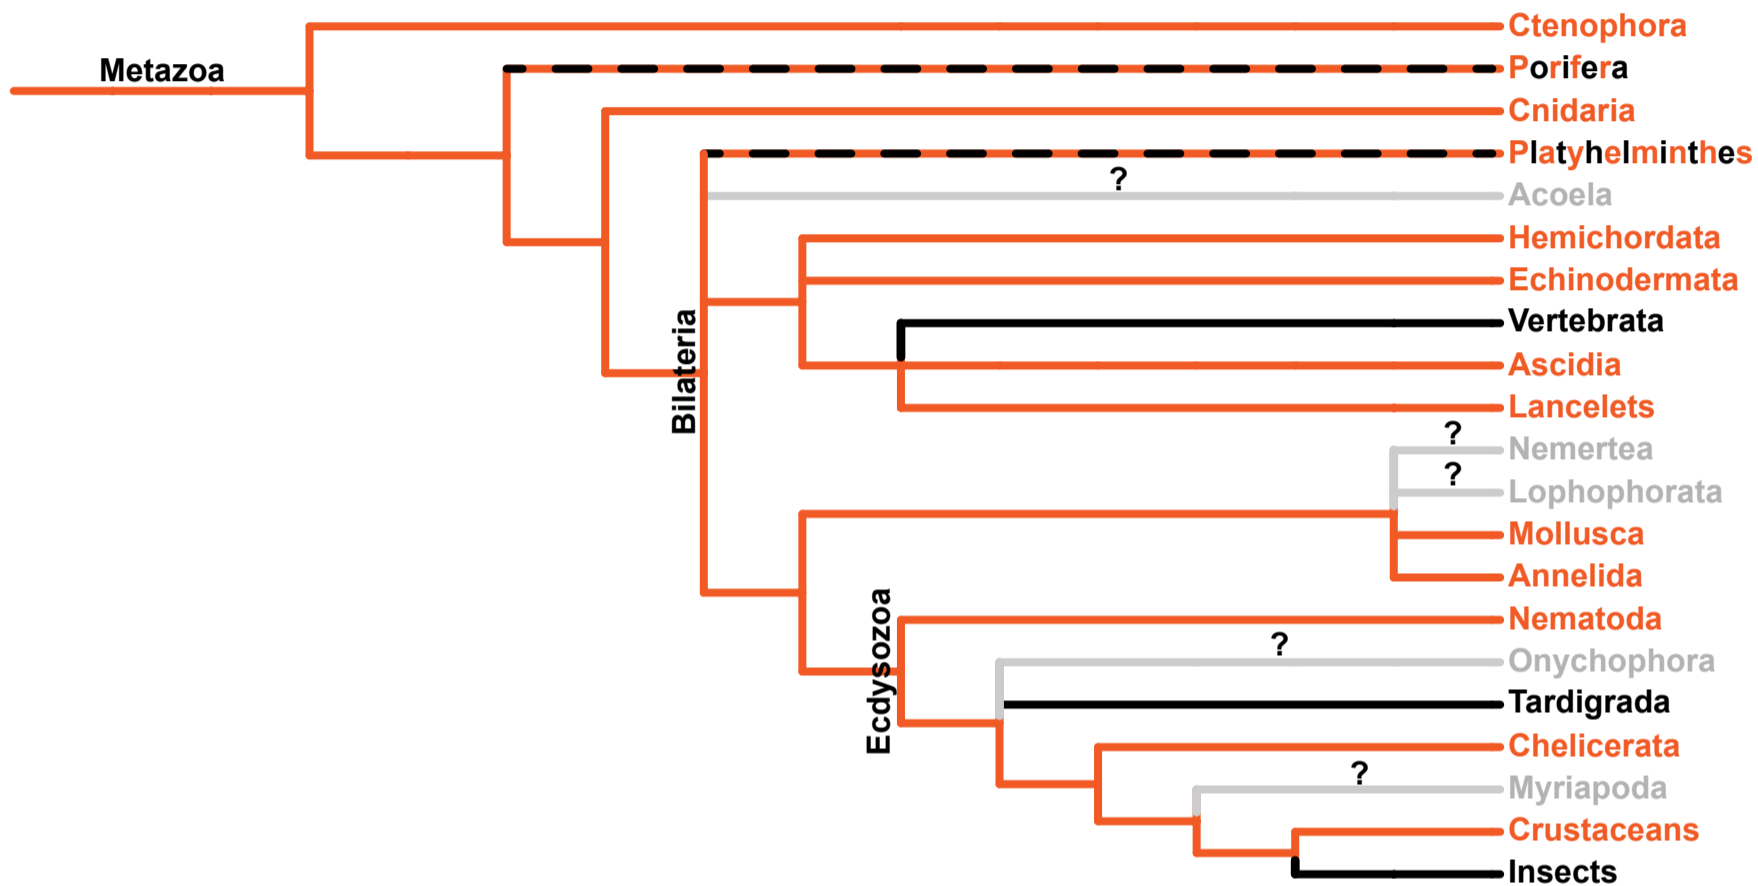 Ctenophora
Metazoa
Porifera
Cnidaria
Platyhelminthes
?
Acoela
Hemichordata
Echinodermata
Vertebrata
Bilateria
Ascidia
Lancelets
?
Nemertea
?
Lophophorata
Mollusca
Annelida
Ecdysozoa
Nematoda
?
Onychophora
Tardigrada
Chelicerata
?
Myriapoda
Crustaceans
Insects